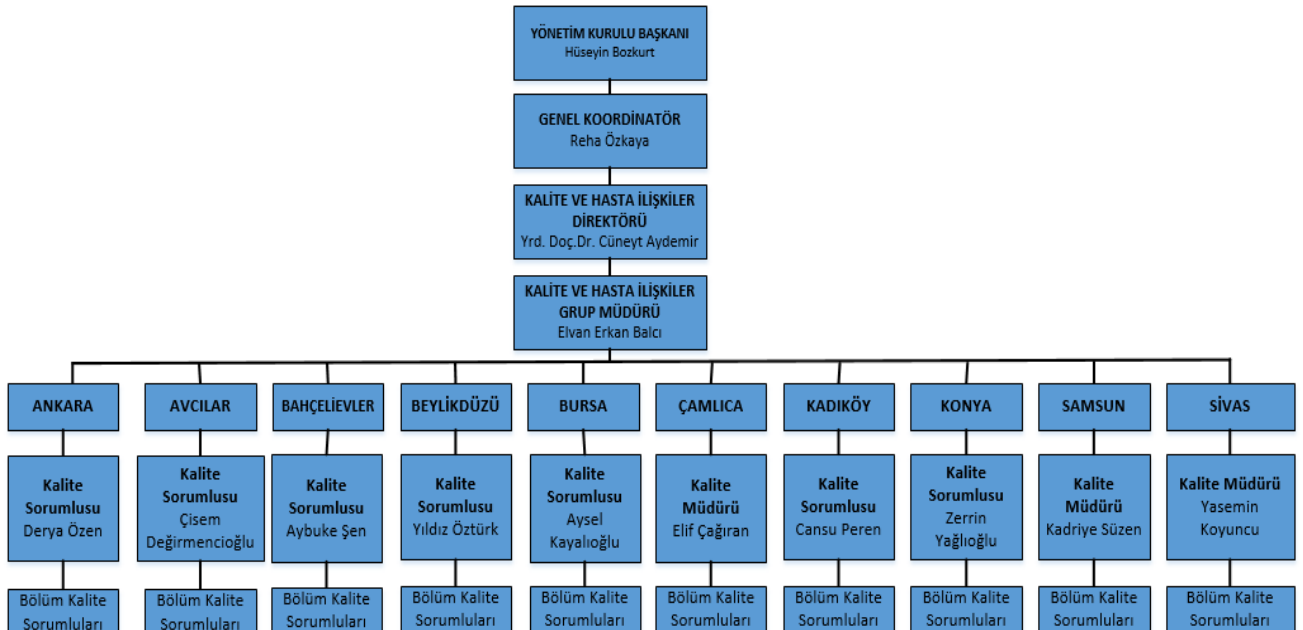 YÖNETİM KURULU BAŞKANI
Hüseyin Bozkurt
GENEL KOORDİNATÖR
Reha Özkaya
KALİTE VE HASTA İLİŞKİLER
DİREKTÖRÜ
Yrd. Doç.Dr. Cüneyt Aydemir
KALİTE VE HASTA İLİŞKİLER
GRUP MÜDÜRÜ
Elvan Erkan Balcı
ANKARA
Kalite
Sorumlusu
Derya Özen
Bölüm Kalite
Sorumluları
AVCILAR
Kalite
Sorumlusu
Çisem
Değirmencioğlu
Bölüm Kalite
Sorumluları
BAHÇELİEVLER
Kalite
Sorumlusu
Aybuke Şen
Bölüm Kalite
Sorumluları
BEYLİKDÜZÜ
Kalite
Sorumlusu
Yıldız Öztürk
Bölüm Kalite
Sorumluları
BURSA
Kalite
Sorumlusu
Aysel
Kayalıoğlu
Bölüm Kalite
Sorumluları
ÇAMLICA
Kalite
Müdürü
Elif Çağıran
Bölüm Kalite
Sorumluları
KADIKÖY
Kalite
Sorumlusu
Cansu Peren
Bölüm Kalite
Sorumluları
KONYA
Kalite
Sorumlusu
Zerrin
Yağlıoğlu
Bölüm Kalite
Sorumluları
SAMSUN
Kalite
Müdürü
Kadriye Süzen
Bölüm Kalite
Sorumluları
SİVAS
Kalite Müdürü
Yasemin
Koyuncu
Bölüm Kalite
Sorumluları